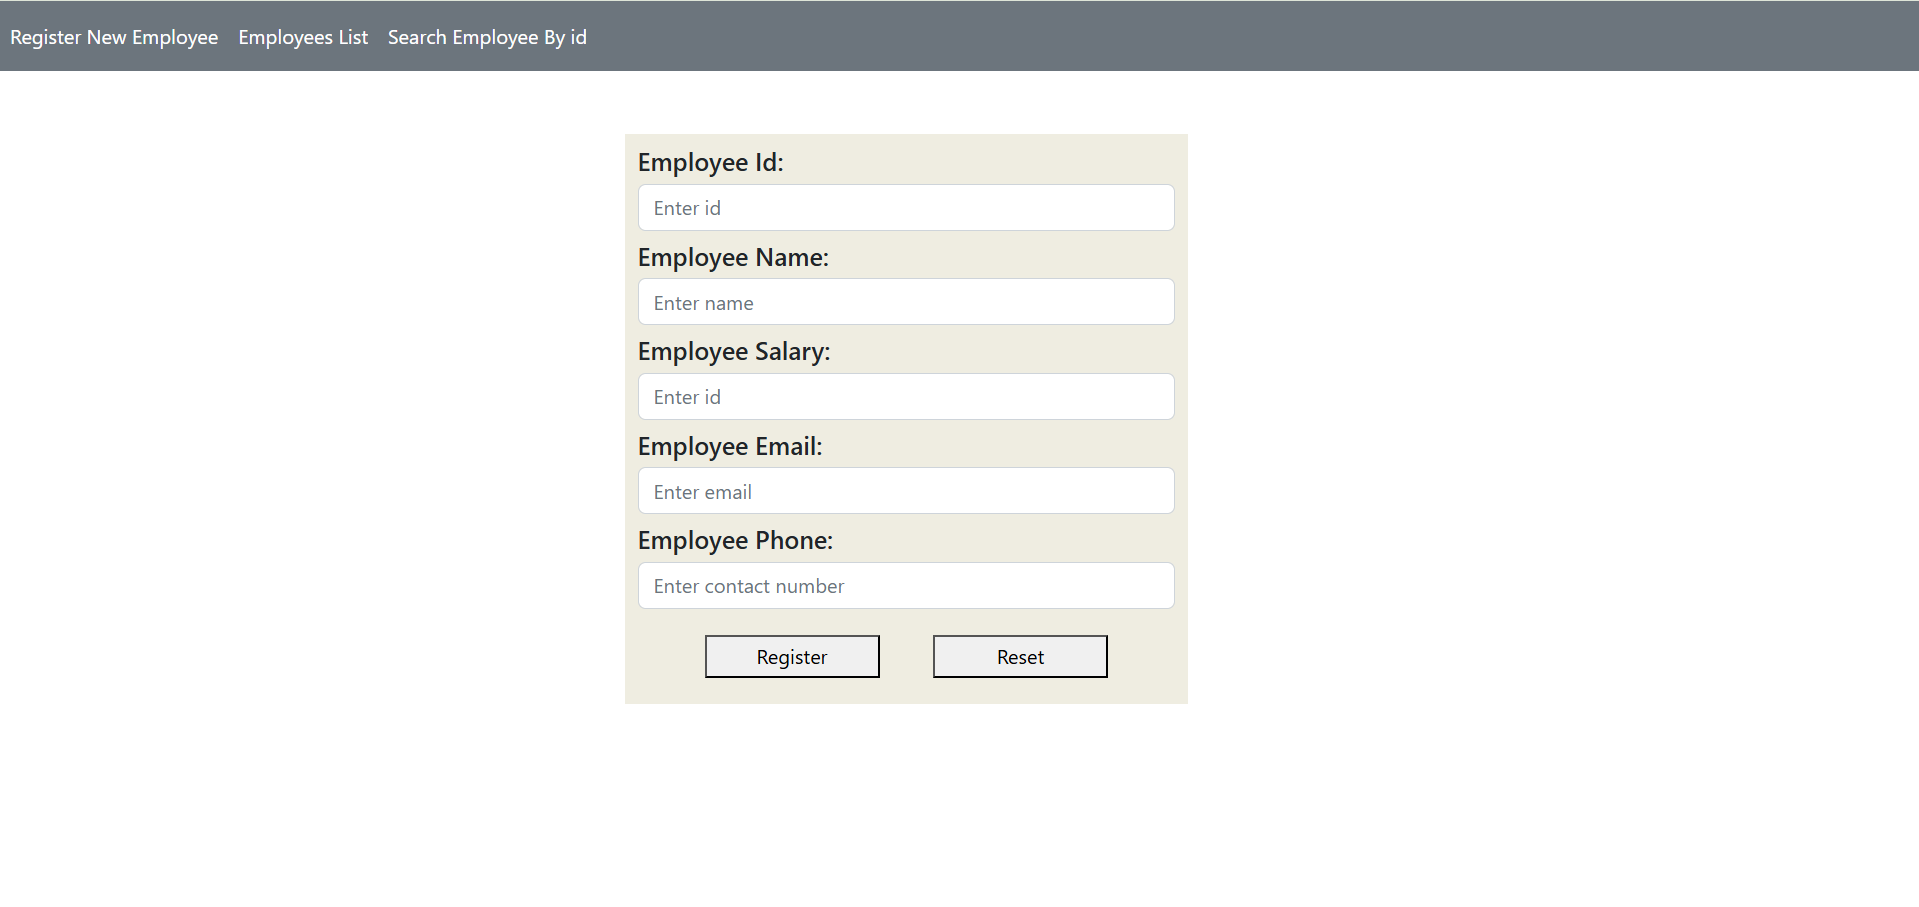 Register New Employee Employees List Search Employee By id
Employee Id:
Enter id
Employee Name:
Enter name
Employee Salary:
Enter id
Employee Email:
Enter email
Employee Phone:
Enter contact number
Register Reset